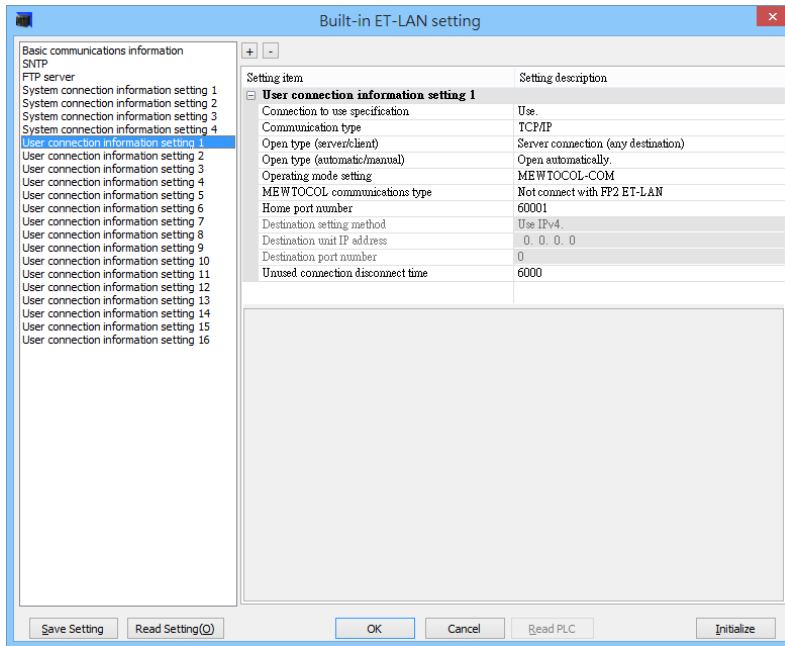 Built-in ET-LAN setting
Basic communications information
SNTP
FTP server
System connection information setting 1
System connection information setting 2
System connection information setting 3
System connection information setting 4
User connection information setting 1
User connection information setting 2
User connection information setting 3
User connection information setting 4
User connection information setting 5
User connection information setting 6
User connection information setting 7
User connection information setting 8
User connection information setting 9
User connection information setting 10
User connection information setting 11
User connection information setting 12
User connection information setting 13
User connection information setting 14
User connection information setting 15
User connection information setting 16
+ -
Setting item Setting description
User connection information setting 1
Connection to use specification Use.
Communication type TCP/IP
Open type (server/client) Server connection (any destination)
Open type (automatic/manual) Open automatically.
Operating mode setting MEWTOCOL-COM
MEWTOCOL communications type Not connect with FP2 ET-LAN
Home port number 60001
Destination setting method Use IPv4.
Destination unit IP address 0. 0. 0. 0
Destination port number 0
Unused connection disconnect time 6000
Save Setting Read Setting(O) OK Cancel Read PLC Initialize